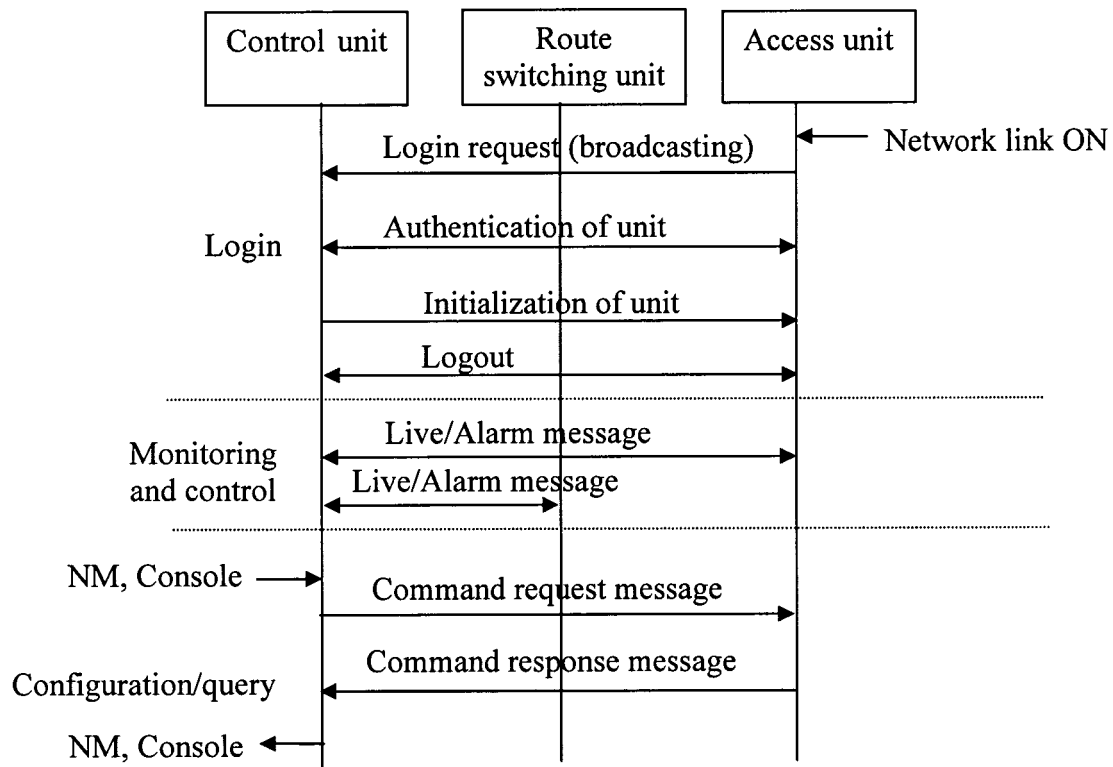 Control unit
Route
switching unit
Access unit
Network link ON
Login request (broadcasting)
Login
Authentication of unit
Initialization of unit
Logout
Live/Alarm message
Monitoring
and control
Live/Alarm message
NM, Console
Command request message
Command response message
Configuration/query
NM, Console